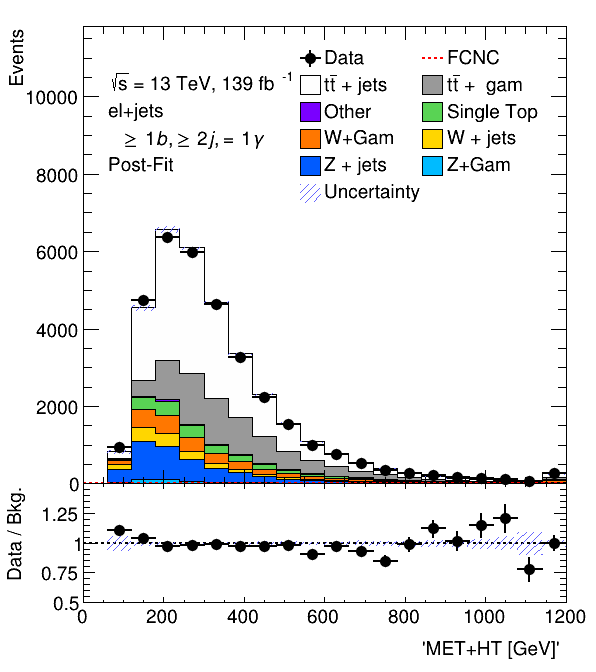 Events
10000
8000
6000
4000
2000
0
√s = 13 TeV, 139 fb⁻¹
el+jets
≥ 1b, ≥ 2j, = 1γ
Post-Fit
Data
FCNC
tt̄ + jets
tt̄ + gam
Other
Single Top
W+Gam
W + jets
Z + jets
Z+Gam
Uncertainty
Data / Bkg.
1.25
1
0.75
0.5
0 200 400 600 800 1000 1200
'MET+HT [GeV]'